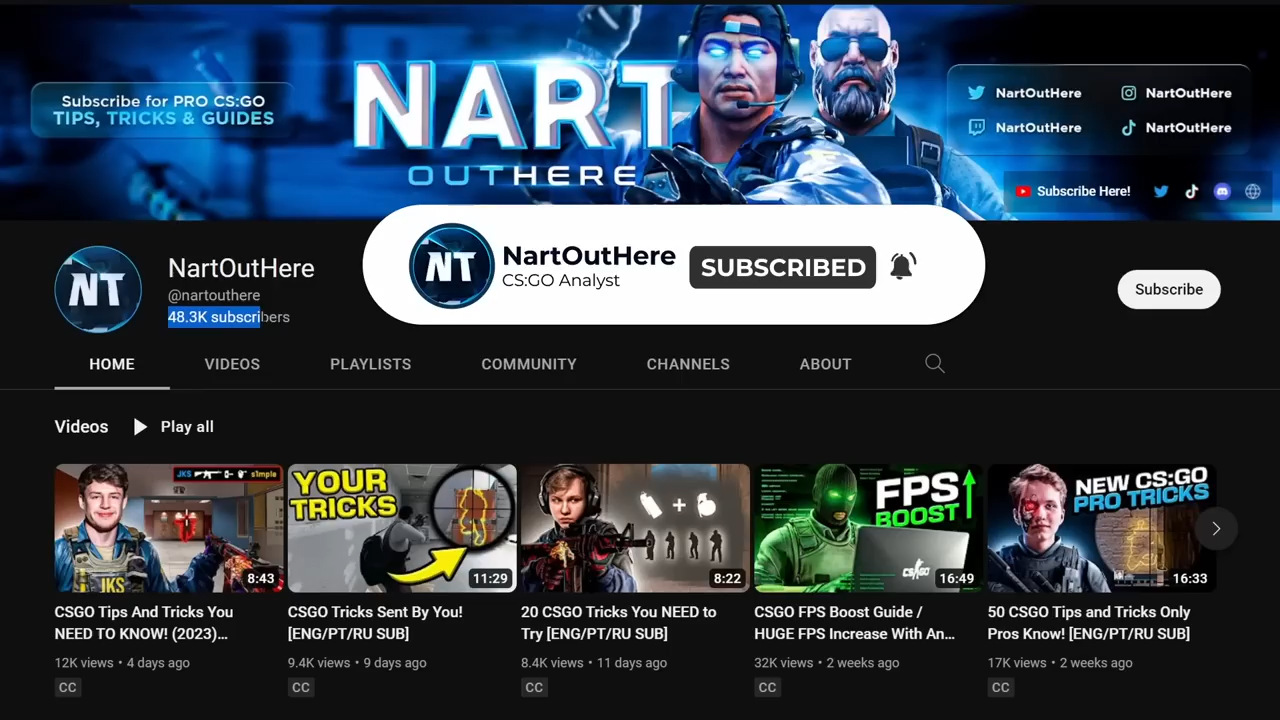 Subscribe for PRO CS:GO
TIPS, TRICKS & GUIDES
NART
OUTHERE
NartOutHere
NartOutHere
NartOutHere
NartOutHere
Subscribe Here!
NT
NartOutHere
@nartouthere
48.3K subscribers
NT
NartOutHere
CS:GO Analyst
SUBSCRIBED
Subscribe
HOME
VIDEOS
PLAYLISTS
COMMUNITY
CHANNELS
ABOUT
Videos
Play all
JKS
s1mple
JKS
8:43
CSGO Tips And Tricks You
NEED TO KNOW! (2023)...
12K views • 4 days ago
CC
YOUR
TRICKS
11:29
CSGO Tricks Sent By You!
[ENG/PT/RU SUB]
9.4K views • 9 days ago
CC
+
8:22
20 CSGO Tricks You NEED to
Try [ENG/PT/RU SUB]
8.4K views • 11 days ago
CC
FPS
BOOST
CS:GO
16:49
CSGO FPS Boost Guide /
HUGE FPS Increase With An...
32K views • 2 weeks ago
CC
NEW CS:GO
PRO TRICKS
16:33
50 CSGO Tips and Tricks Only
Pros Know! [ENG/PT/RU SUB]
17K views • 2 weeks ago
CC